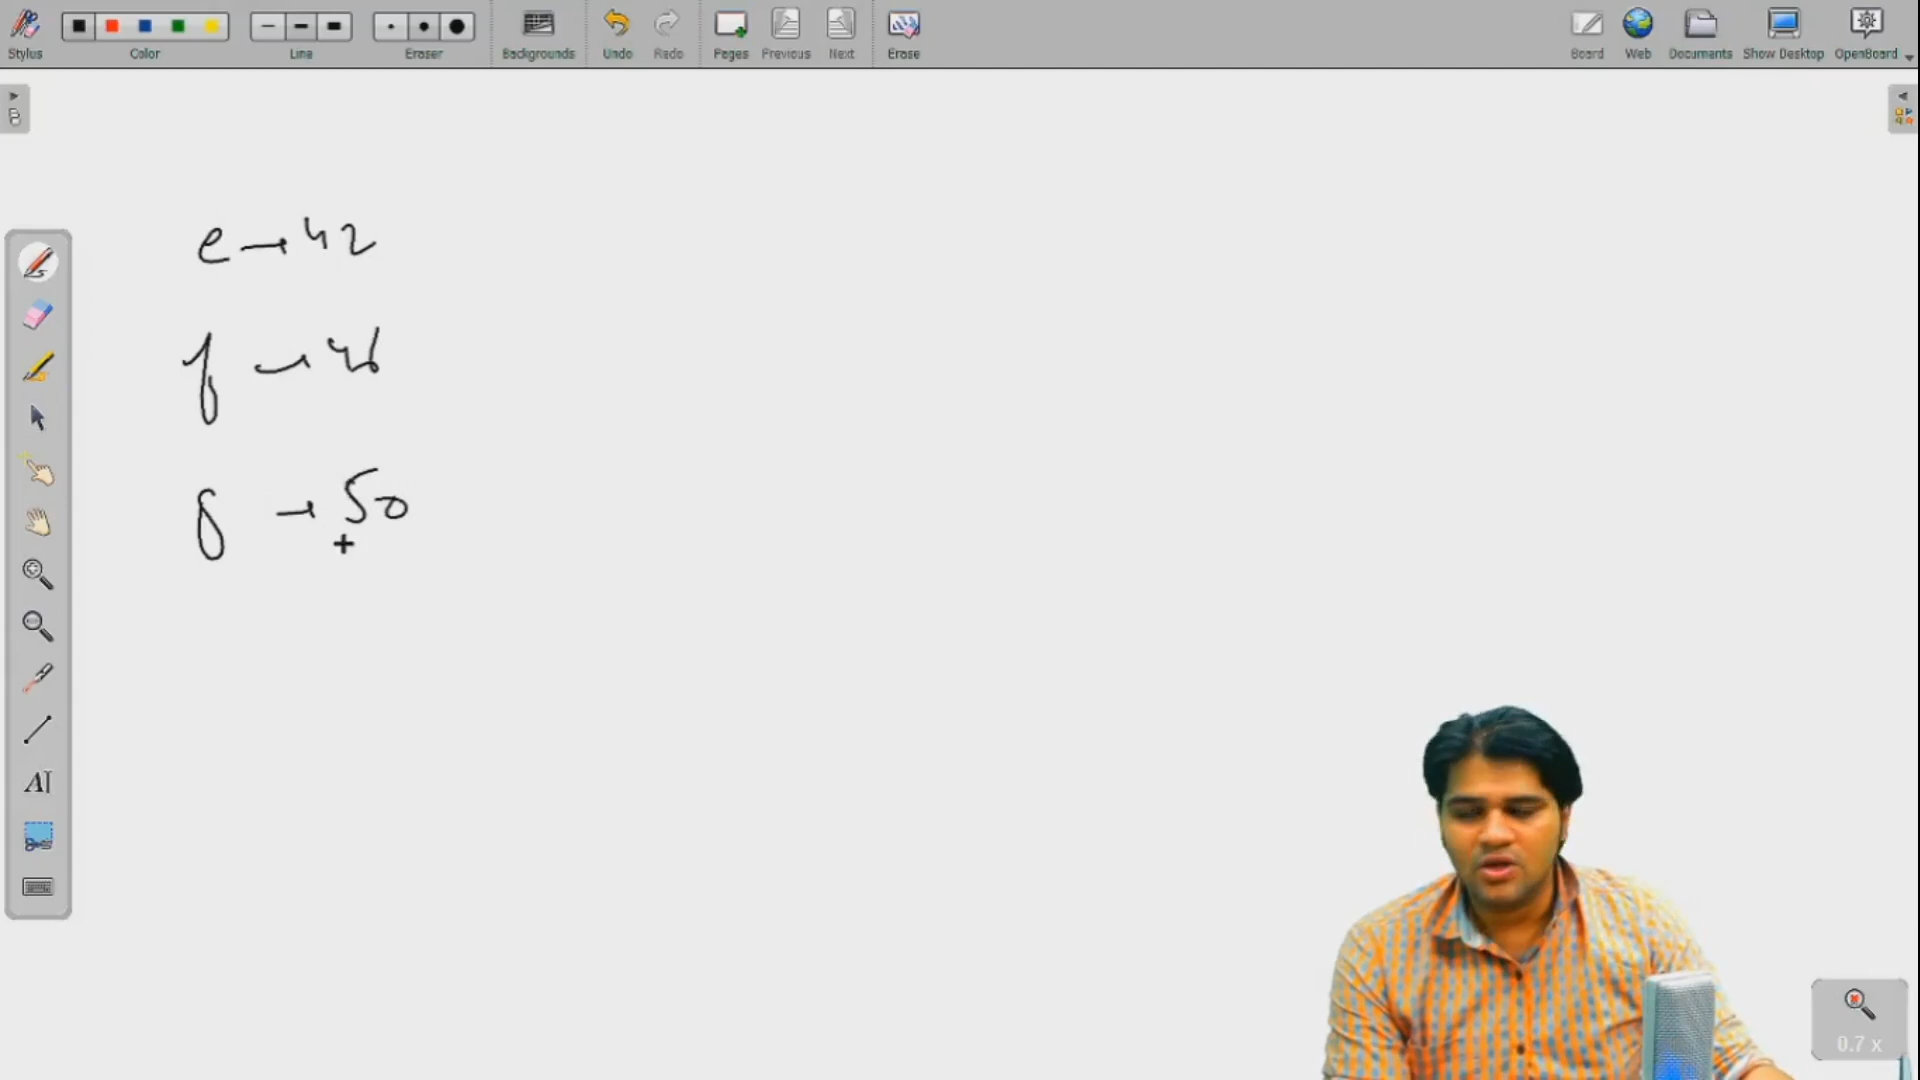 Stylus
Color
Line
Eraser
Backgrounds
Undo
Redo
Pages
Previous
Next
Erase
Board
Web
Documents
Show Desktop
OpenBoard
e → 42
f → 46
g → 50
AI
0.7 x